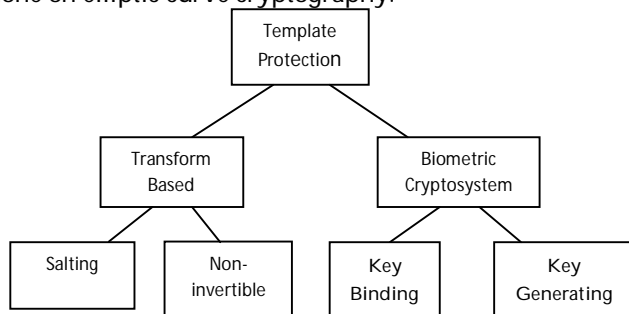 Template
Protection
Transform
Based
Biometric
Cryptosystem
Salting
Non-
invertible
Key
Binding
Key
Generating